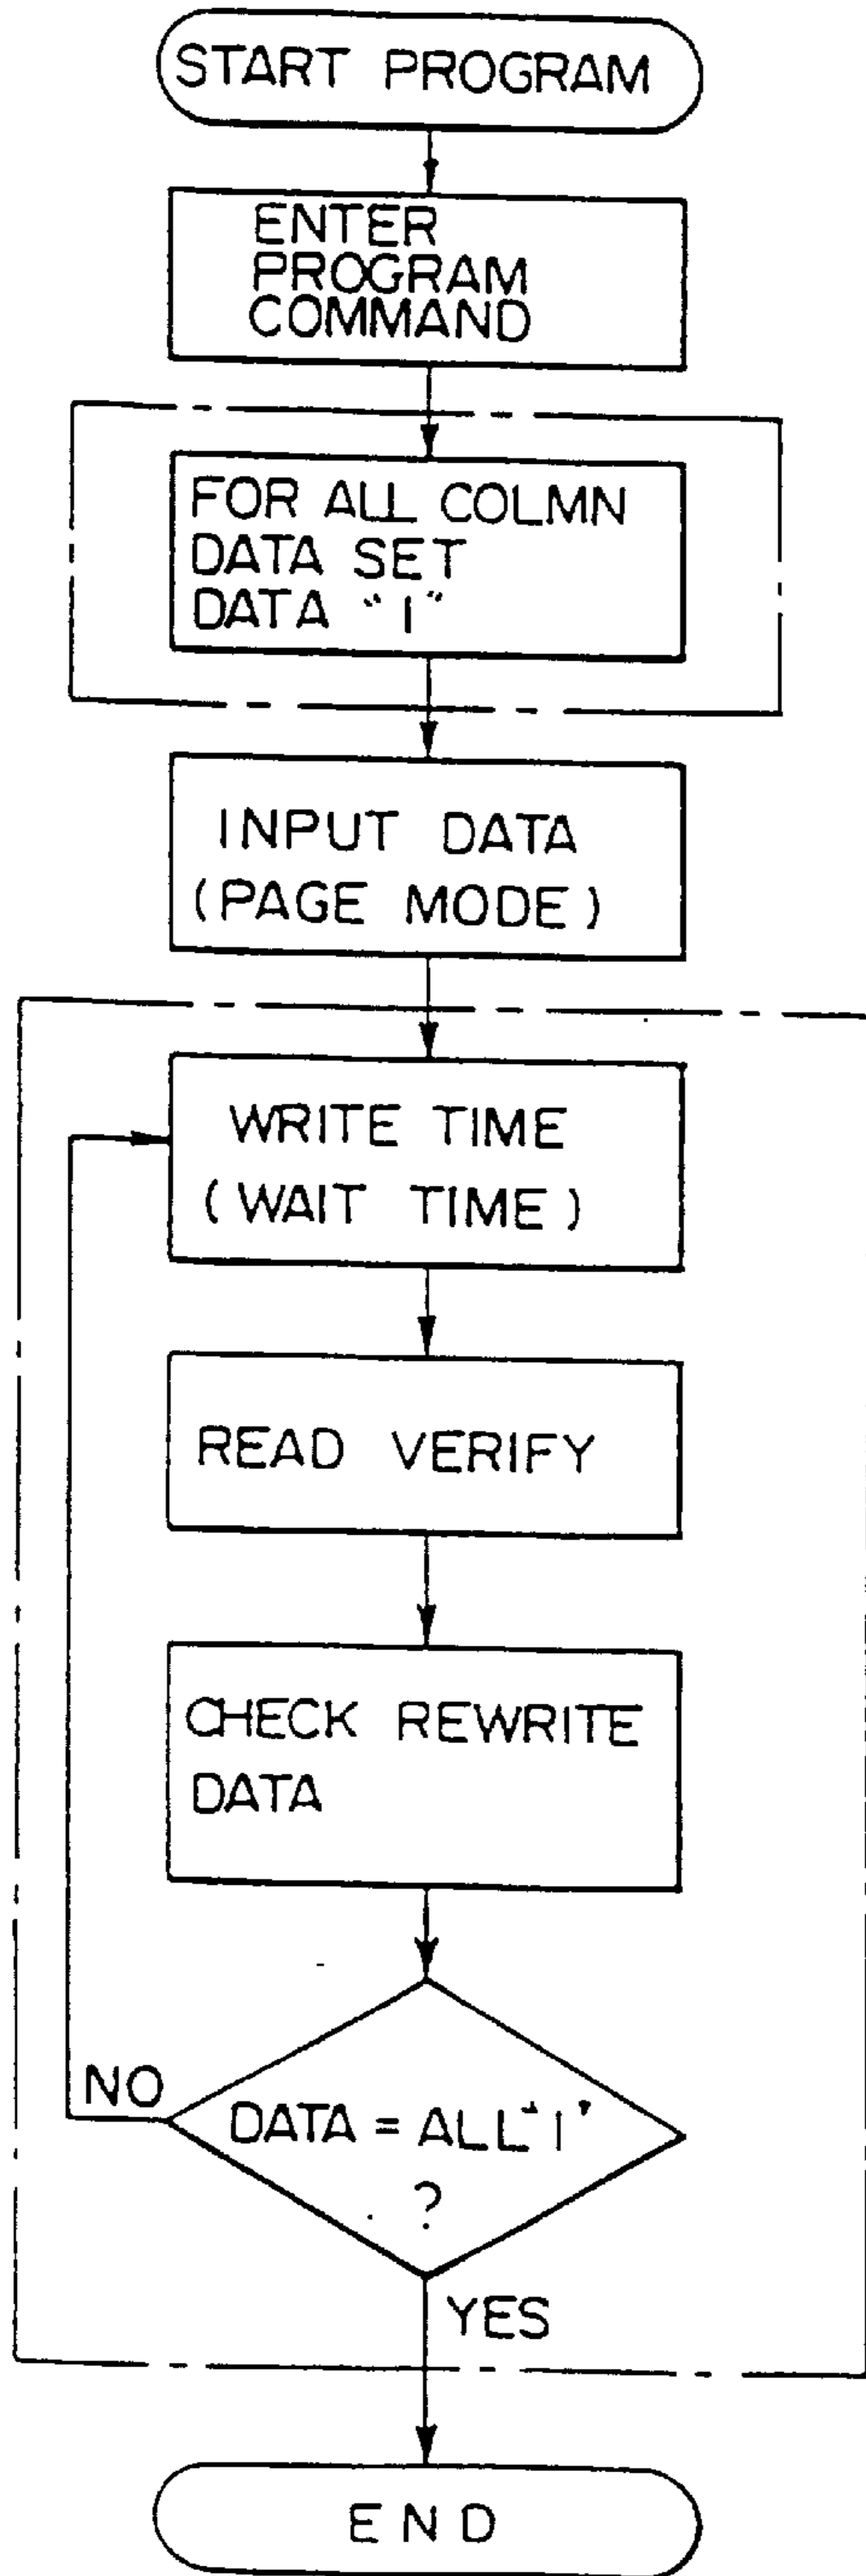 START PROGRAM
ENTER
PROGRAM
COMMAND
FOR ALL COLMN
DATA SET
DATA "1"
INPUT DATA
(PAGE MODE)
WRITE TIME
(WAIT TIME)
READ VERIFY
CHECK REWRITE
DATA
NO
DATA = ALL "1"
?
YES
END